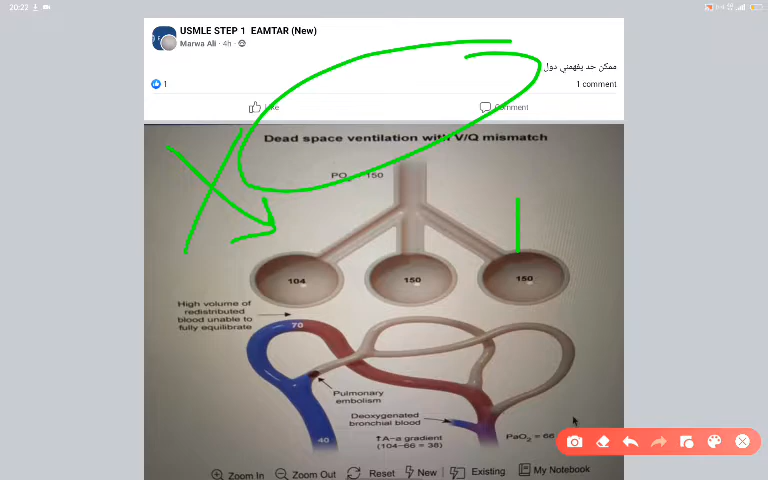 20:22
USMLE STEP 1 EAMTAR (New)
Marwa Ali · 4h ·
ممكن حد يفهمني دول
1
1 comment
Like
Comment
Dead space ventilation with V/Q mismatch
150
104
150
150
High volume of
redistributed
blood unable to
fully equilibrate
70
Pulmonary
embolism
Deoxygenated
bronchial blood
40
↑A–a gradient
(104–66 = 38)
PaO₂ = 66
Zoom In
Zoom Out
Reset
New
Existing
My Notebook